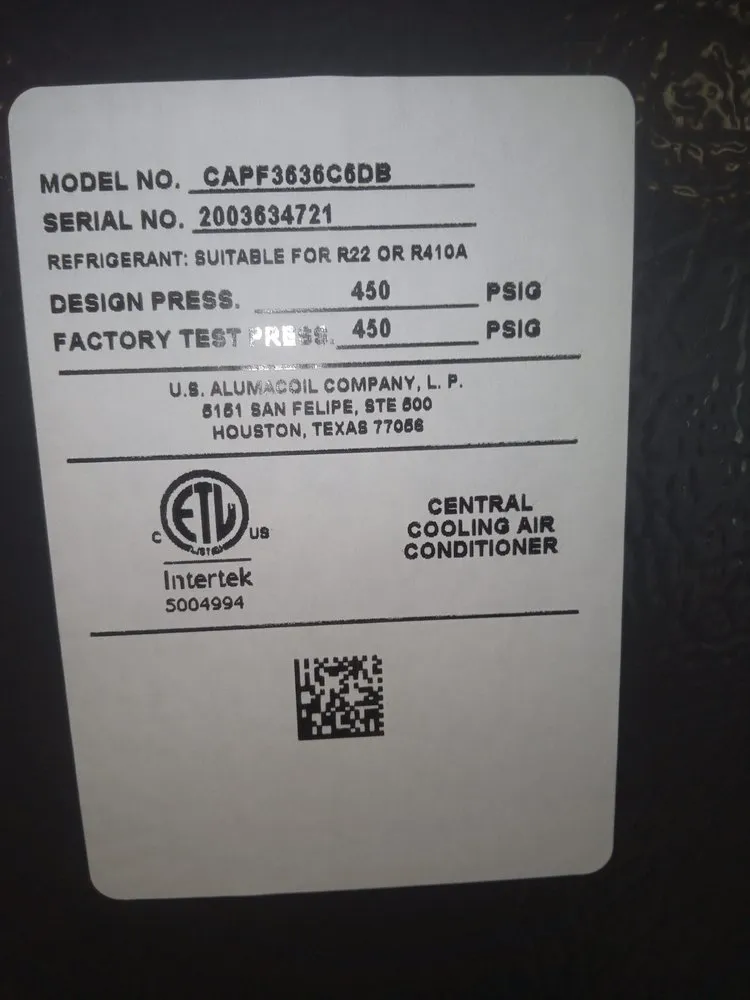 MODEL NO. CAPF3636C6DB
SERIAL NO. 2003634721
REFRIGERANT: SUITABLE FOR R22 OR R410A
DESIGN PRESS. 450 PSIG
FACTORY TEST PRESS. 450 PSIG
U.S. ALUMACOIL COMPANY, L. P.
5151 SAN FELIPE, STE 500
HOUSTON, TEXAS 77056
ETL
C US
LISTED
Intertek
5004994
CENTRAL
COOLING AIR
CONDITIONER